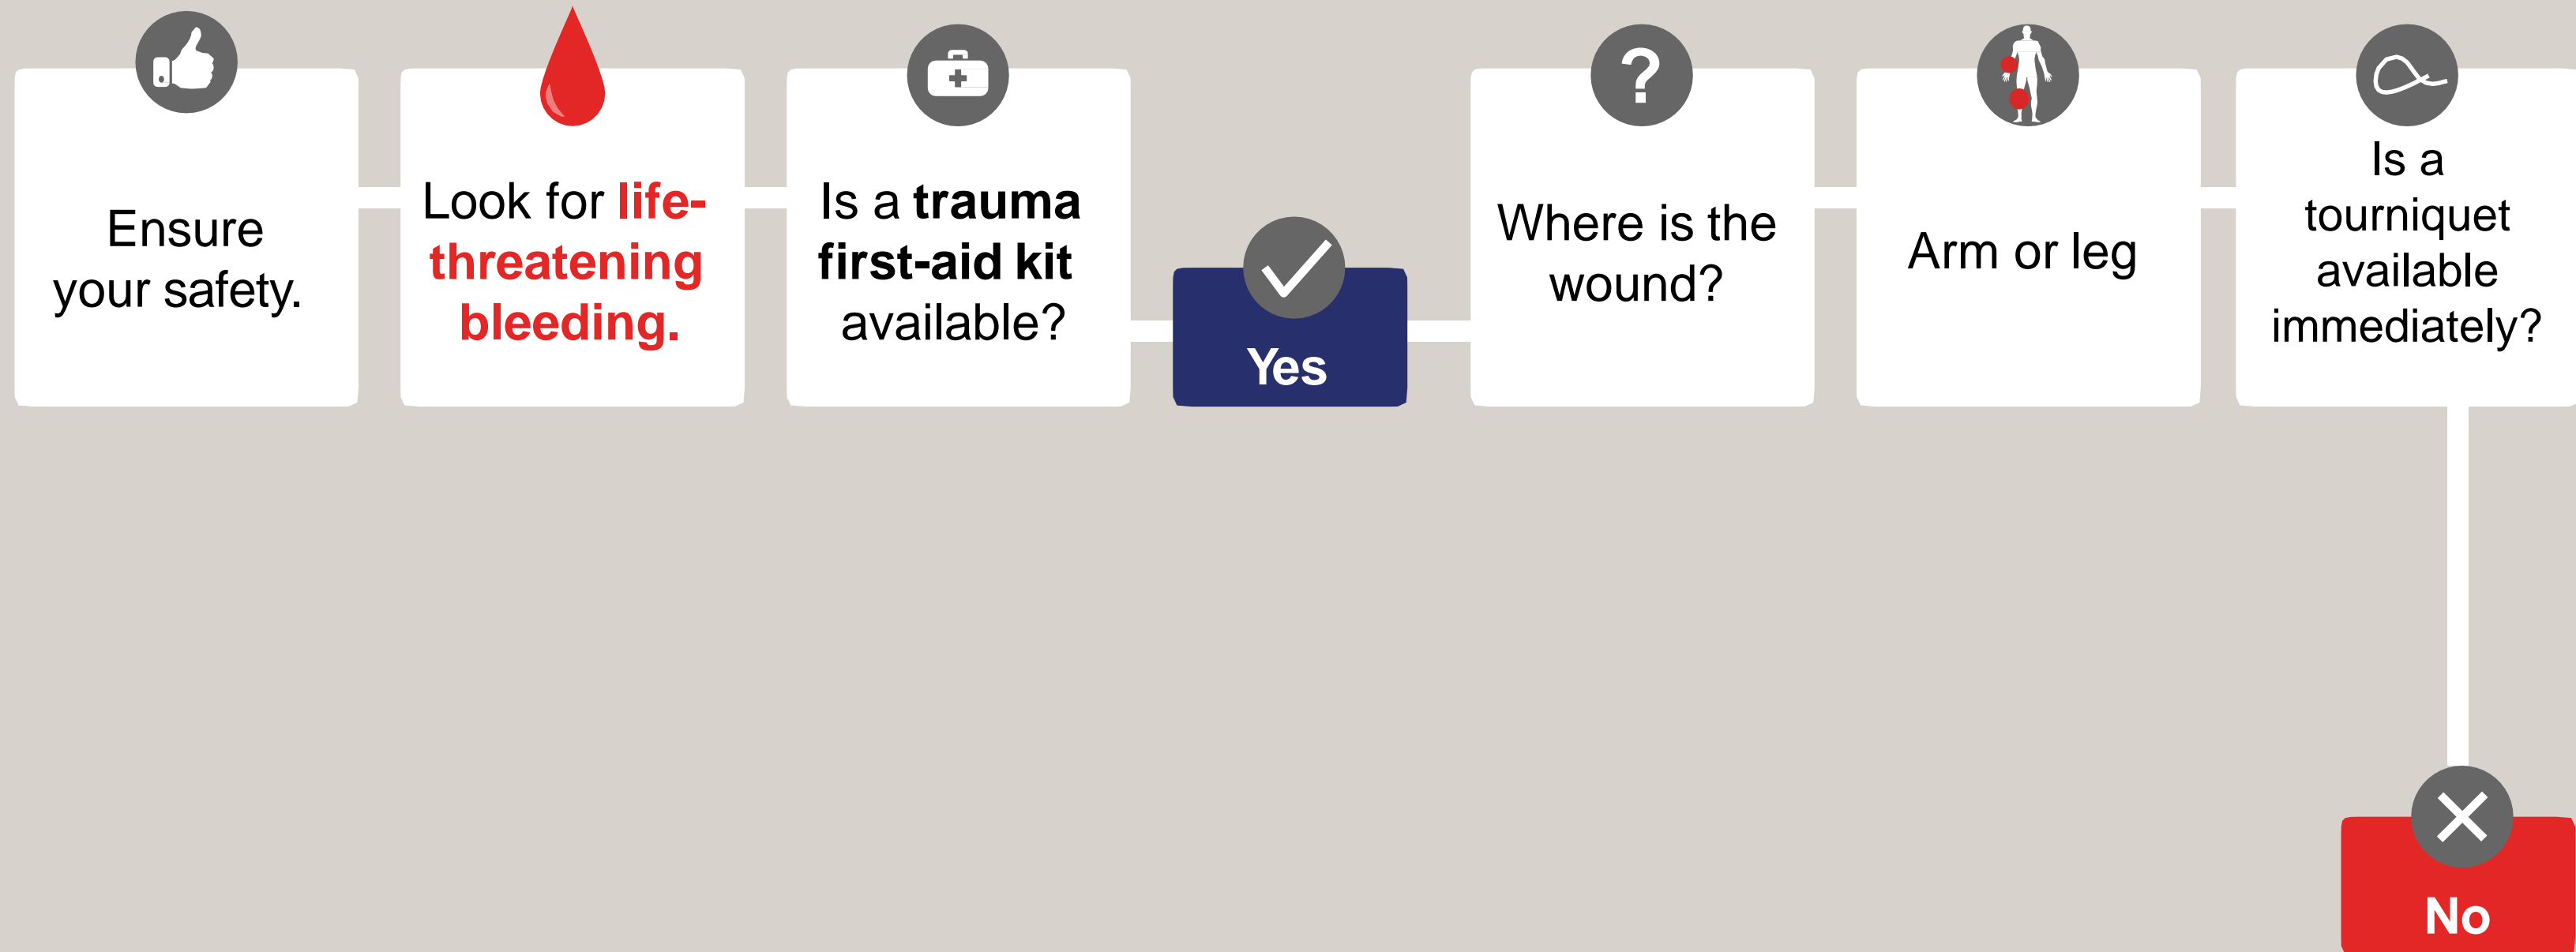 Ensure
your safety.
Look for life-
threatening
bleeding.
Is a trauma
first-aid kit
available?
Yes
?
Where is the
wound?
Arm or leg
Is a
tourniquet
available
immediately?
No